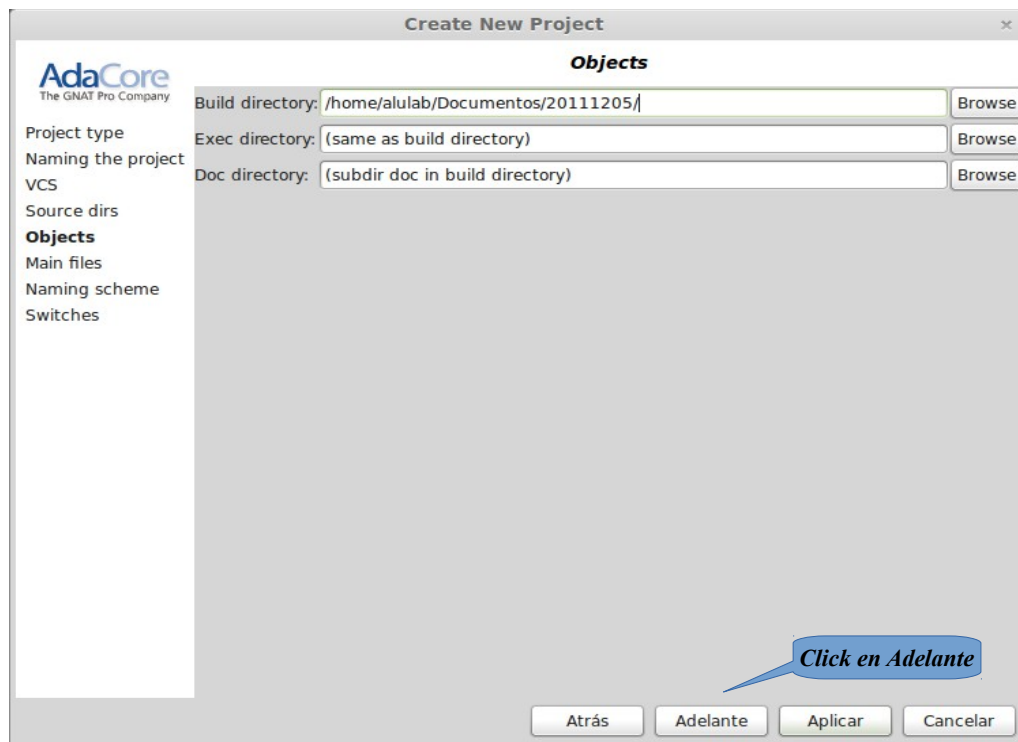 Create New Project
AdaCore
The GNAT Pro Company
Project type
Naming the project
VCS
Source dirs
Objects
Main files
Naming scheme
Switches
Objects
Build directory: /home/alulab/Documentos/20111205/ Browse
Exec directory: (same as build directory) Browse
Doc directory: (subdir doc in build directory) Browse
Click en Adelante
Atrás Adelante Aplicar Cancelar